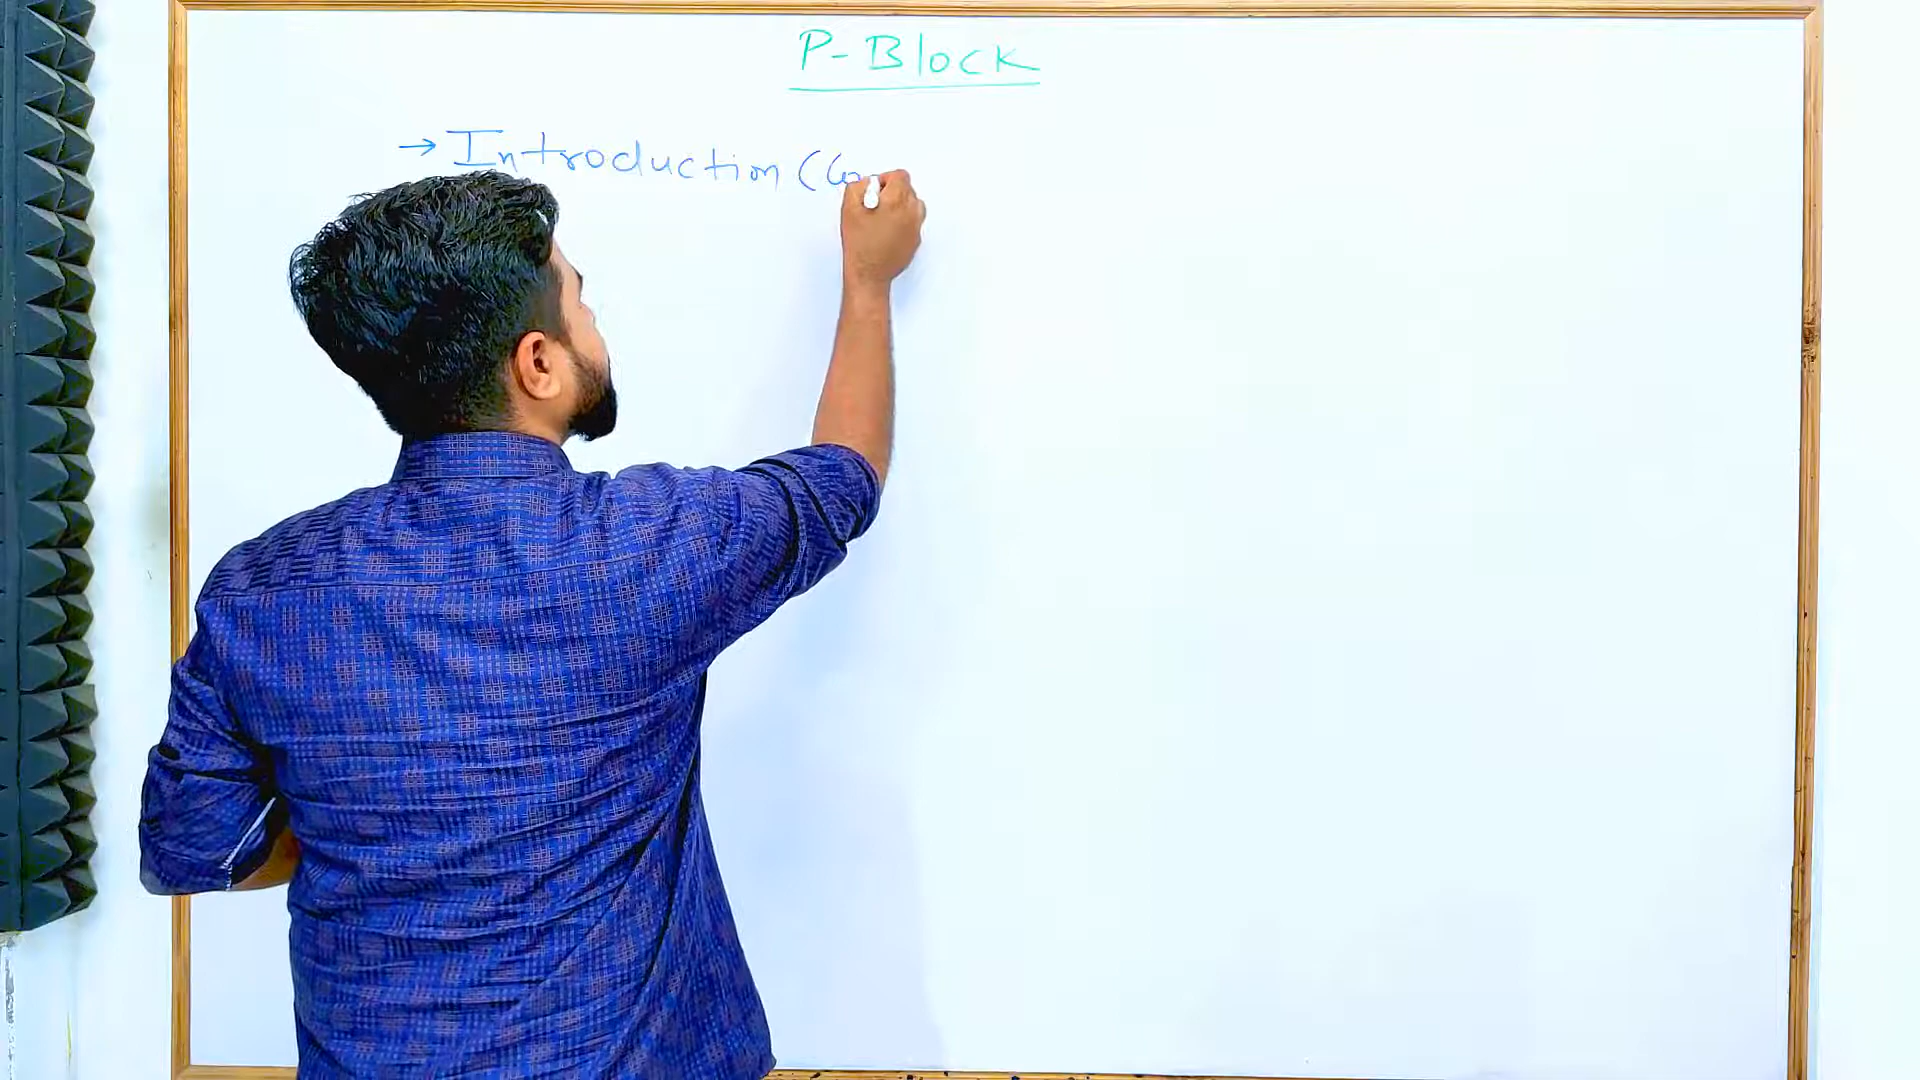 P-Block
→ Introduction (